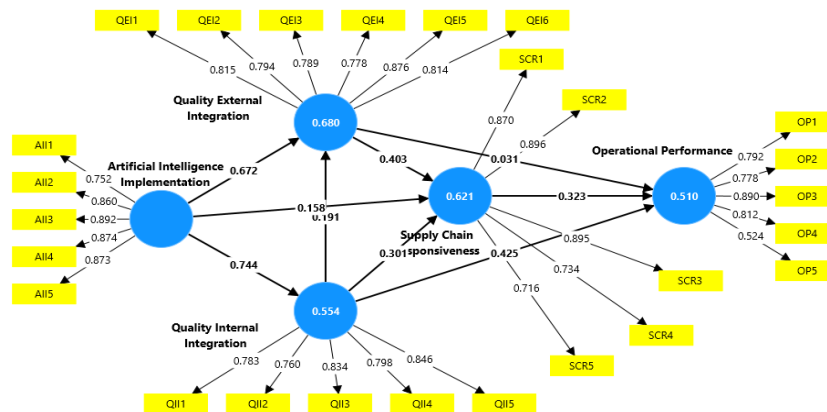 QEI1
QEI2
QEI3
QEI4
QEI5
QEI6
0.815
0.794
0.789
0.778
0.876
0.814
SCR1
SCR2
0.870
0.896
Quality External
Integration
0.680
Operational Performance
OP1
OP2
OP3
OP4
OP5
0.792
0.778
0.890
0.812
0.524
AII1
AII2
AII3
AII4
AII5
0.752
0.860
0.892
0.874
0.873
Artificial Intelligence
Implementation
0.672
0.403
0.031
0.158
0.191
0.621
0.323
0.510
Supply Chain
sponsiveness
0.744
0.301
0.425
0.895
0.734
0.716
SCR3
SCR4
SCR5
0.554
Quality Internal
Integration
0.783
0.760
0.834
0.798
0.846
QII1
QII2
QII3
QII4
QII5